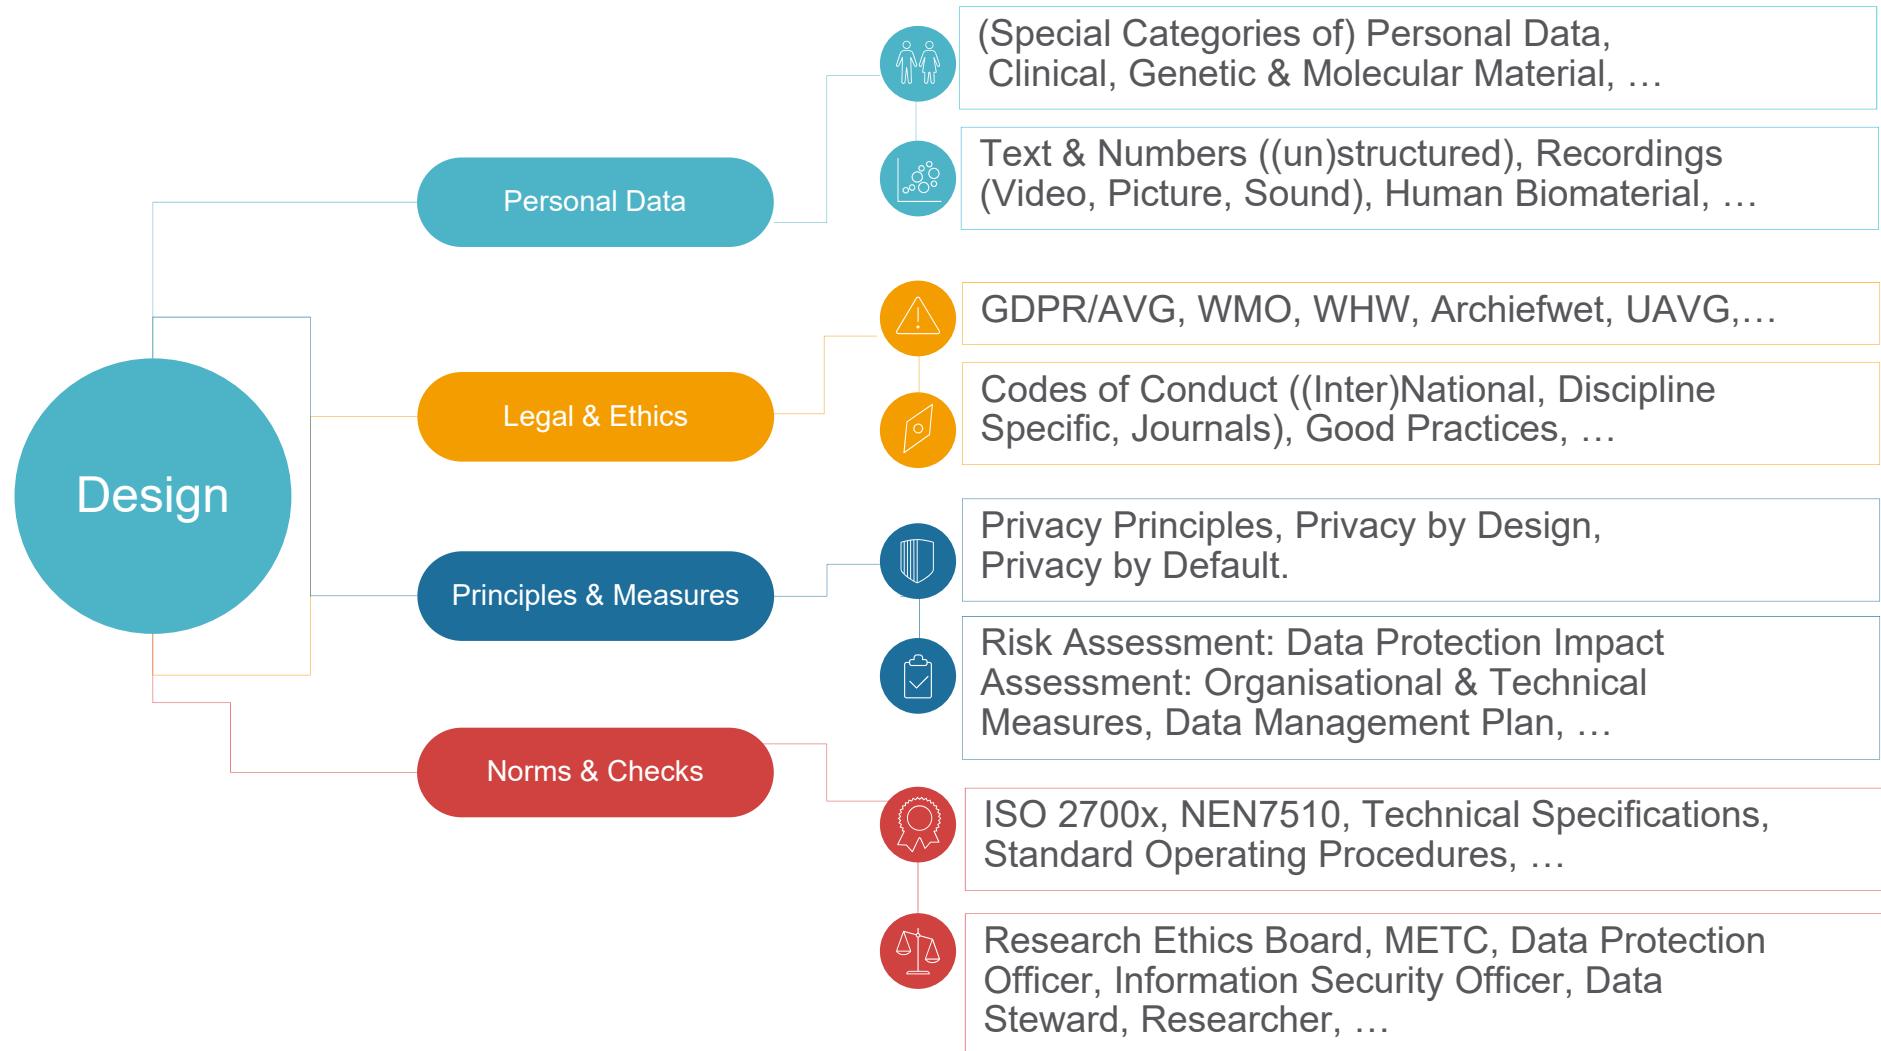 Design
Personal Data
(Special Categories of) Personal Data,
Clinical, Genetic & Molecular Material, …
Text & Numbers ((un)structured), Recordings
(Video, Picture, Sound), Human Biomaterial, …
Legal & Ethics
GDPR/AVG, WMO, WHW, Archiefwet, UAVG,…
Codes of Conduct ((Inter)National, Discipline
Specific, Journals), Good Practices, …
Principles & Measures
Privacy Principles, Privacy by Design,
Privacy by Default.
Risk Assessment: Data Protection Impact
Assessment: Organisational & Technical
Measures, Data Management Plan, …
Norms & Checks
ISO 2700x, NEN7510, Technical Specifications,
Standard Operating Procedures, …
Research Ethics Board, METC, Data Protection
Officer, Information Security Officer, Data
Steward, Researcher, …